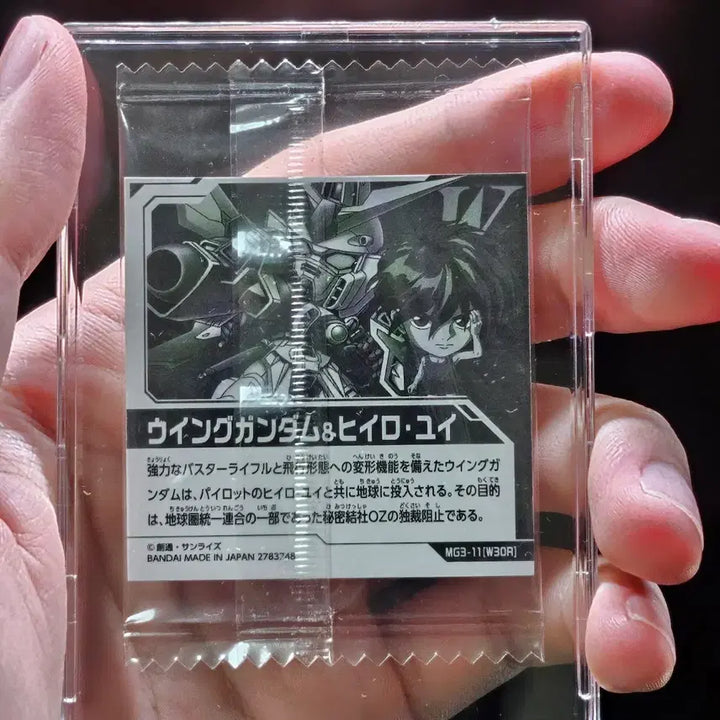 W
ウイングガンダム&ヒイロ・ユイ
強力なバスターライフルと飛行形態への変形機能を備えたウイングガ
ンダムは、パイロットのヒイロ・ユイと共に地球に投入される。その目的
は、地球圏統一連合の一部でもあった秘密結社OZの独裁阻止である。
©創通・サンライズ
BANDAI MADE IN JAPAN 2783748
MG3-11[W30R]